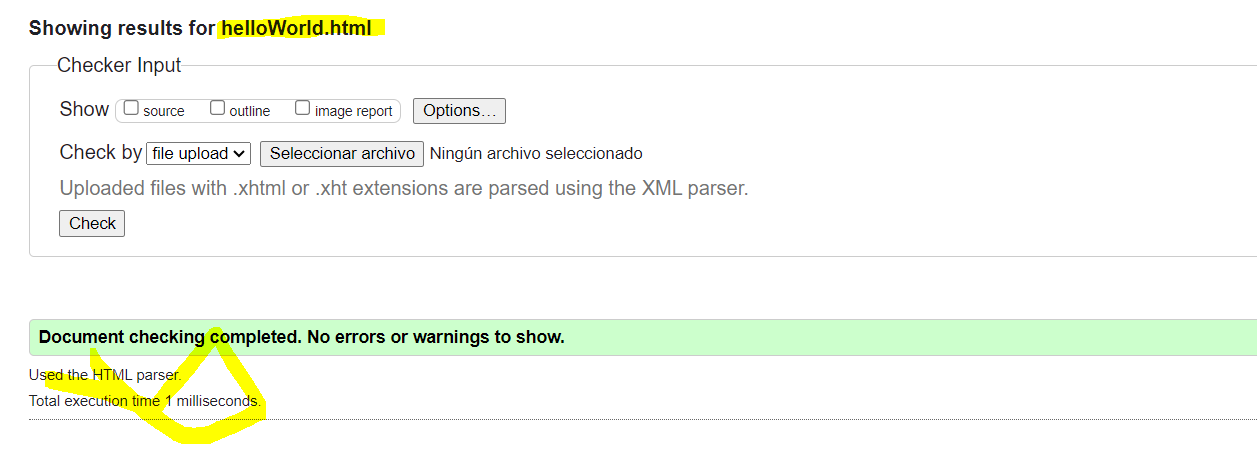 Showing results for helloWorld.html
Checker Input
Show source outline image report Options...
Check by file upload Seleccionar archivo Ningún archivo seleccionado
Uploaded files with .xhtml or .xht extensions are parsed using the XML parser.
Check
Document checking completed. No errors or warnings to show.
Used the HTML parser.
Total execution time 1 milliseconds.